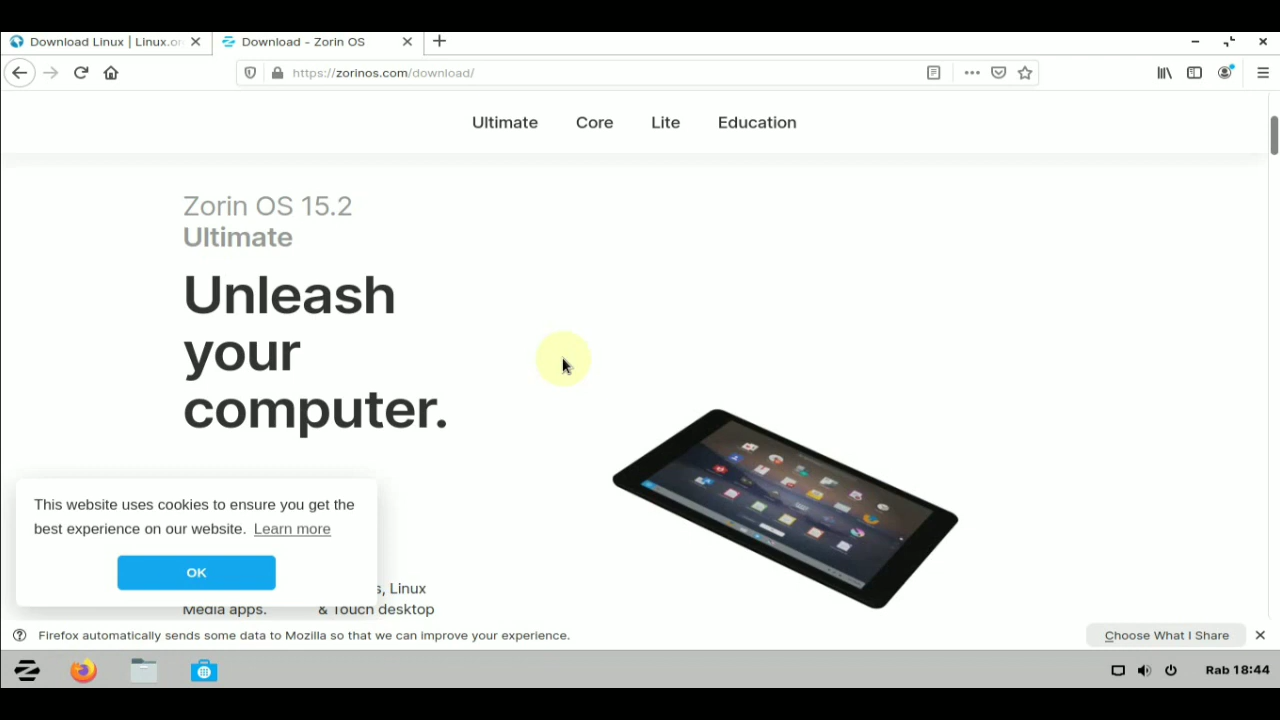 Download Linux | Linux.or
Download - Zorin OS
https://zorinos.com/download/
Ultimate Core Lite Education
Zorin OS 15.2
Ultimate
Unleash
your
computer.
This website uses cookies to ensure you get the
best experience on our website. Learn more
OK
s, Linux
Media apps. & Touch desktop
Firefox automatically sends some data to Mozilla so that we can improve your experience.
Choose What I Share
Rab 18:44